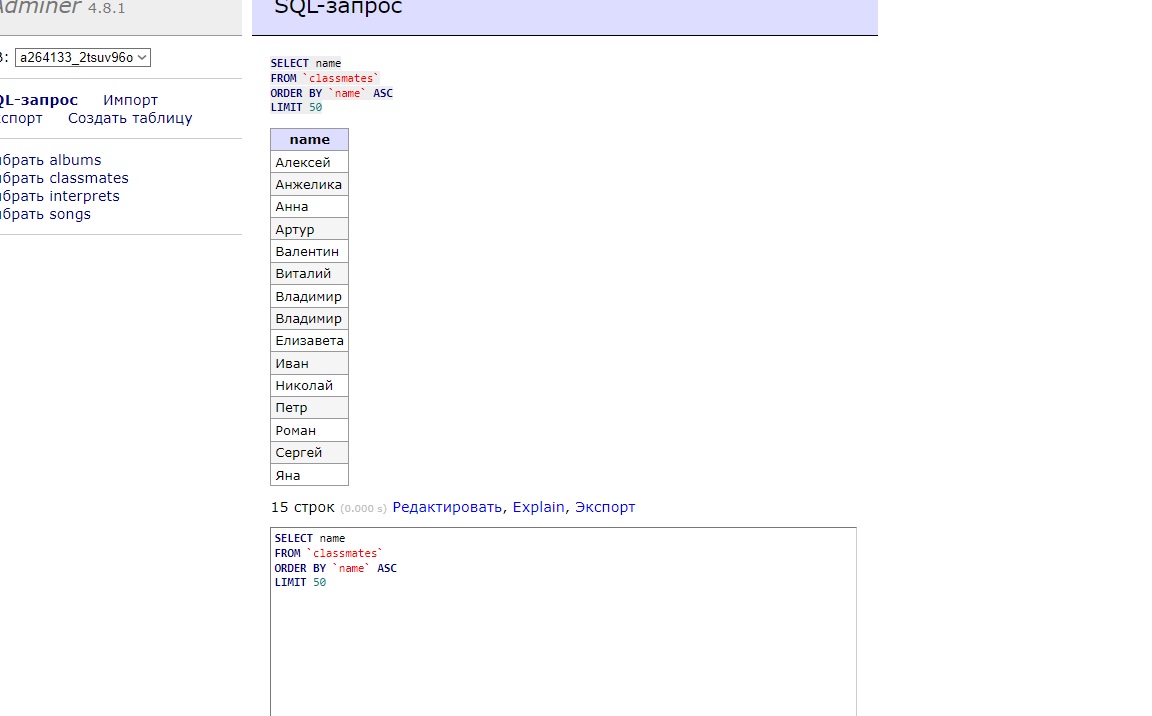 Adminer 4.8.1
SQL-запрос
В: a264133_2tsuv96o
SELECT name
FROM `classmates`
ORDER BY `name` ASC
LIMIT 50
QL-запрос Импорт
спорт Создать таблицу
брать albums
брать classmates
брать interprets
брать songs
name
Алексей
Анжелика
Анна
Артур
Валентин
Виталий
Владимир
Владимир
Елизавета
Иван
Николай
Петр
Роман
Сергей
Яна
15 строк (0.000 s) Редактировать, Explain, Экспорт
SELECT name
FROM `classmates`
ORDER BY `name` ASC
LIMIT 50